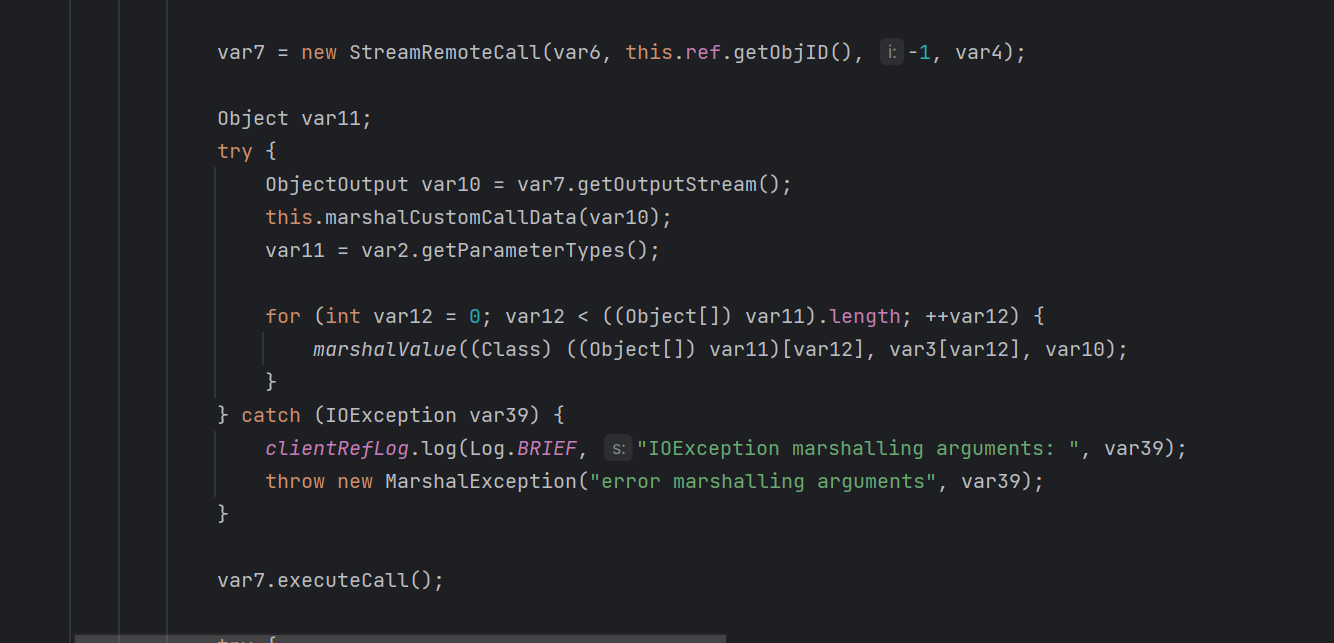 var7 = new StreamRemoteCall(var6, this.ref.getObjID(), i: -1, var4);
Object var11;
try {
ObjectOutput var10 = var7.getOutputStream();
this.marshalCustomCallData(var10);
var11 = var2.getParameterTypes();
for (int var12 = 0; var12 < ((Object[]) var11).length; ++var12) {
marshalValue((Class) ((Object[]) var11)[var12], var3[var12], var10);
}
} catch (IOException var39) {
clientRefLog.log(Log.BRIEF, s: "IOException marshalling arguments: ", var39);
throw new MarshalException("error marshalling arguments", var39);
}
var7.executeCall();
try {